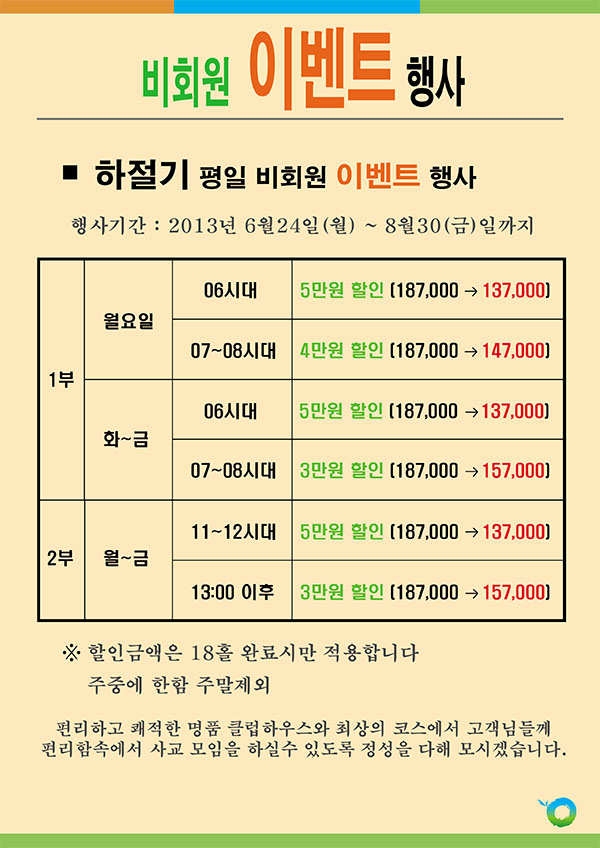 비회원 이벤트 행사
■ 하절기 평일 비회원 이벤트 행사
행사기간 : 2013년 6월24일(월) ~ 8월30(금)일까지
1부
월요일
06시대
5만원 할인 (187,000 → 137,000)
07~08시대
4만원 할인 (187,000 → 147,000)
화~금
06시대
5만원 할인 (187,000 → 137,000)
07~08시대
3만원 할인 (187,000 → 157,000)
2부
월~금
11~12시대
5만원 할인 (187,000 → 137,000)
13:00 이후
3만원 할인 (187,000 → 157,000)
※ 할인금액은 18홀 완료시만 적용합니다
주중에 한함 주말제외
편리하고 쾌적한 명품 클럽하우스와 최상의 코스에서 고객님들께
편리함속에서 사교 모임을 하실수 있도록 정성을 다해 모시겠습니다.